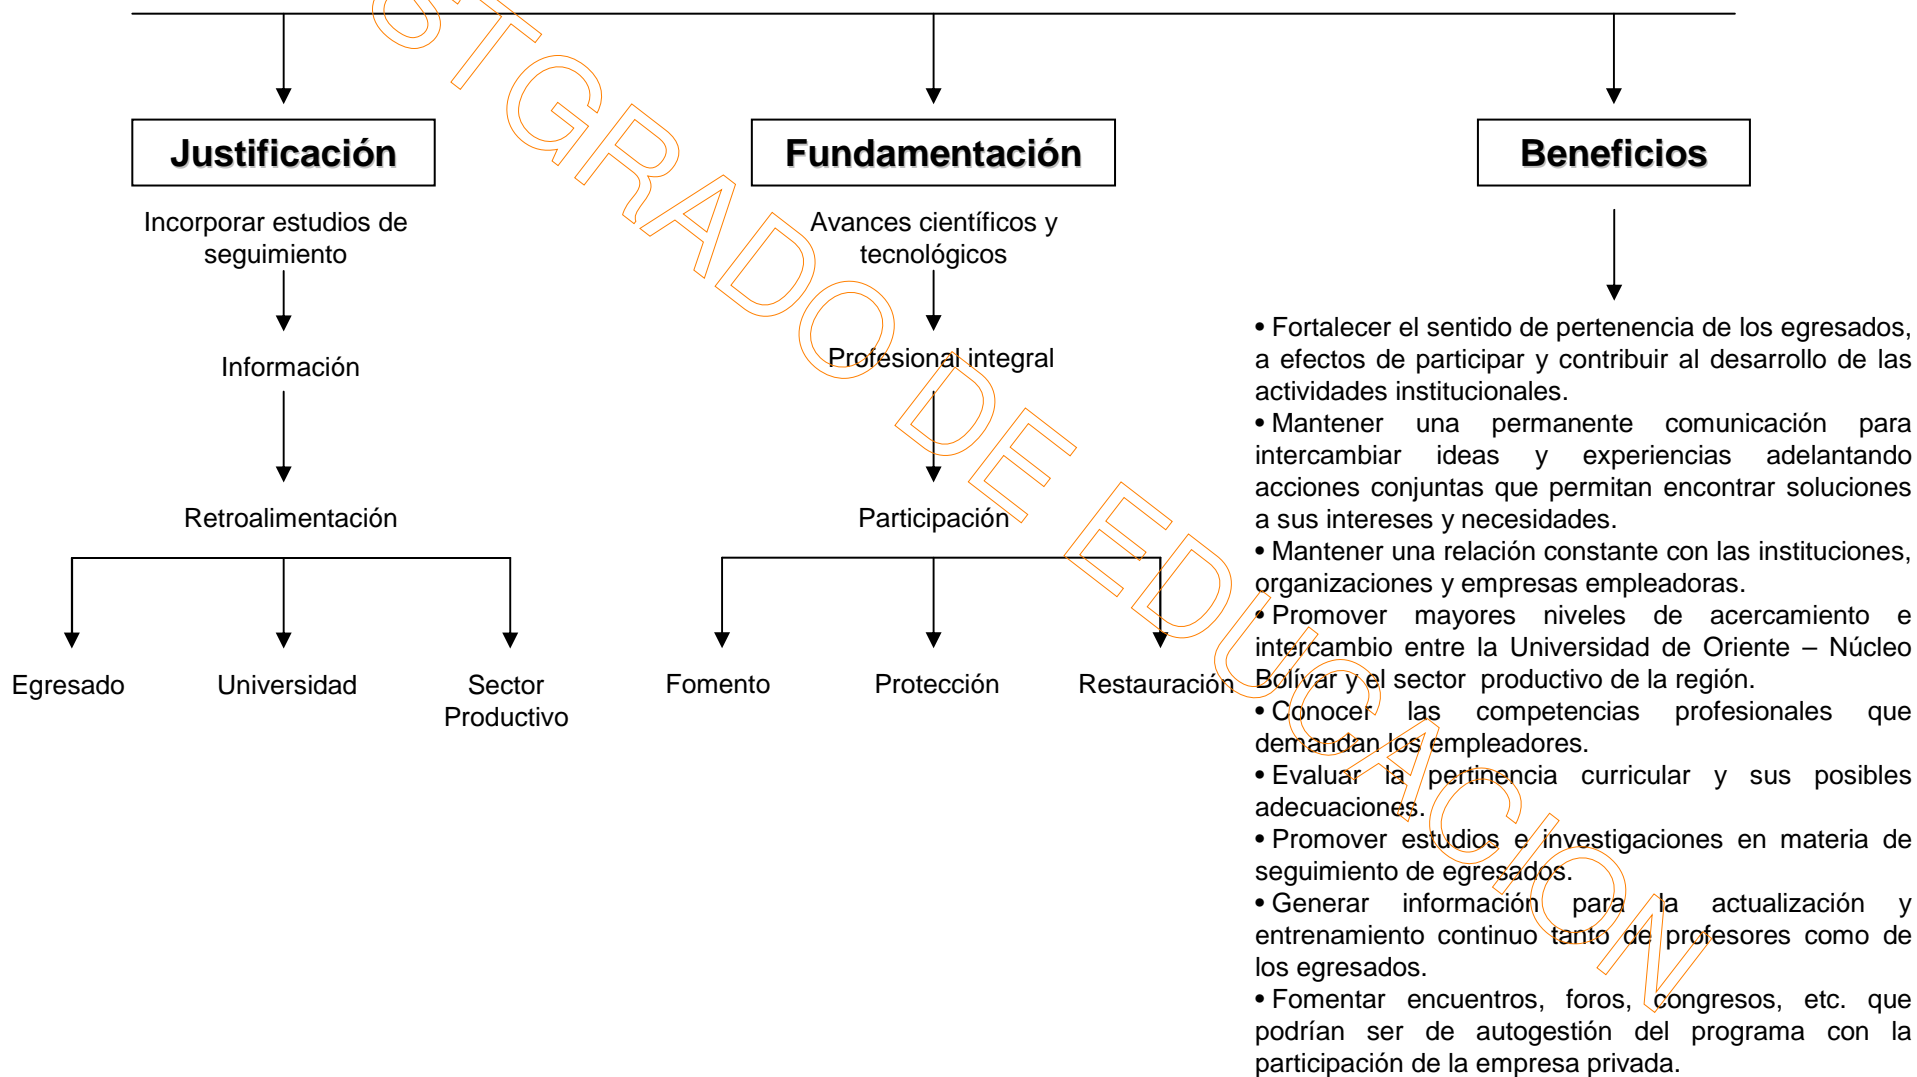 Justificación
Incorporar estudios de
seguimiento
Información
Retroalimentación
Egresado
Universidad
Sector
Productivo
Fundamentación
Avances científicos y
tecnológicos
Profesional integral
Participación
Fomento
Protección
Restauración
Beneficios
• Fortalecer el sentido de pertenencia de los egresados,
a efectos de participar y contribuir al desarrollo de las
actividades institucionales.
• Mantener una permanente comunicación para
intercambiar ideas y experiencias adelantando
acciones conjuntas que permitan encontrar soluciones
a sus intereses y necesidades.
• Mantener una relación constante con las instituciones,
organizaciones y empresas empleadoras.
• Promover mayores niveles de acercamiento e
intercambio entre la Universidad de Oriente – Núcleo
Bolívar y el sector productivo de la región.
• Conocer las competencias profesionales que
demandan los empleadores.
• Evaluar la pertinencia curricular y sus posibles
adecuaciones.
• Promover estudios e investigaciones en materia de
seguimiento de egresados.
• Generar información para la actualización y
entrenamiento continuo tanto de profesores como de
los egresados.
• Fomentar encuentros, foros, congresos, etc. que
podrían ser de autogestión del programa con la
participación de la empresa privada.
STGRADO DE EDUCACION